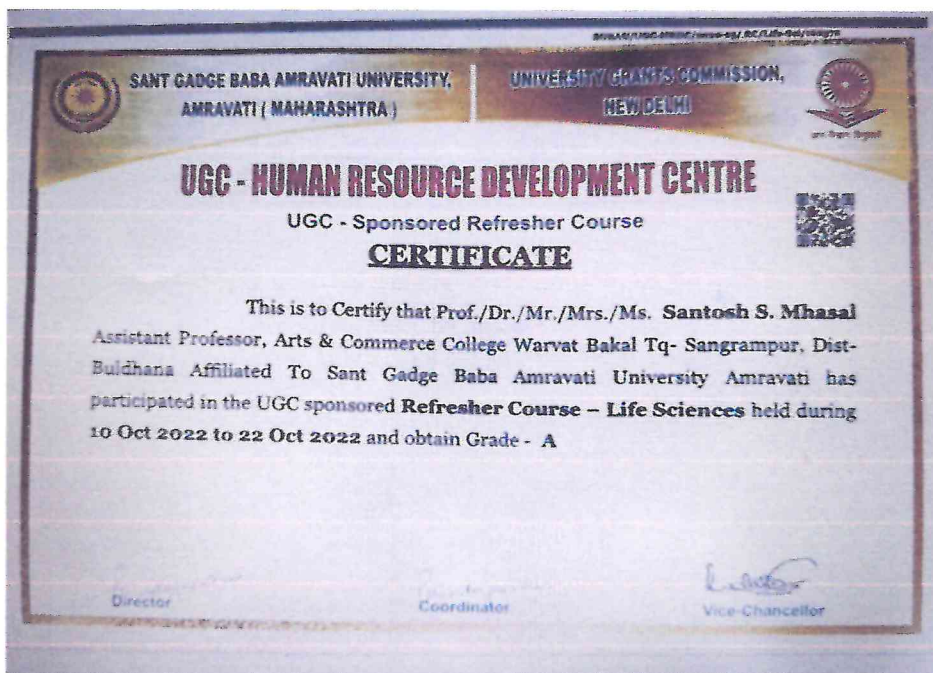 SANT GADGE BABA AMRAVATI UNIVERSITY,
AMRAVATI ( MAHARASHTRA )
UNIVERSITY GRANTS COMMISSION,
NEW DELHI
UGC - HUMAN RESOURCE DEVELOPMENT CENTRE
UGC - Sponsored Refresher Course
CERTIFICATE
This is to Certify that Prof./Dr./Mr./Mrs./Ms. Santosh S. Mhasal
Assistant Professor, Arts & Commerce College Warvat Bakal Tq- Sangrampur, Dist-
Buldhana Affiliated To Sant Gadge Baba Amravati University Amravati has
participated in the UGC sponsored Refresher Course – Life Sciences held during
10 Oct 2022 to 22 Oct 2022 and obtain Grade - A
Director
Coordinator
Vice-Chancellor